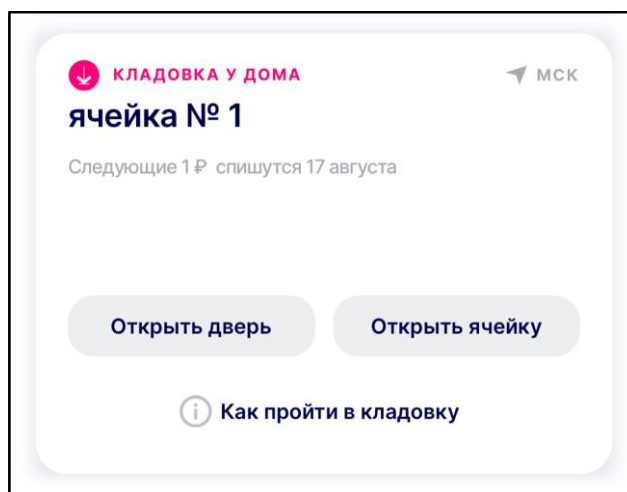 КЛАДОВКА У ДОМА
МСК
ячейка № 1
Следующие 1 ₽ спишутся 17 августа
Открыть дверь
Открыть ячейку
Как пройти в кладовку